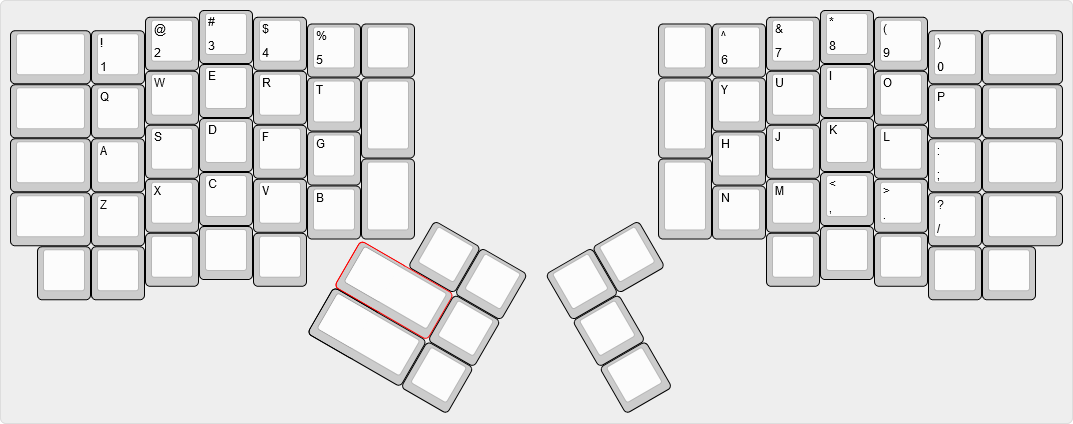 ! @ # $ % ^ & * ( )
1 2 3 4 5 6 7 8 9 0
Q W E R T Y U I O P
A S D F G H J K L :
;
Z X C V B N M < > ?
, . /